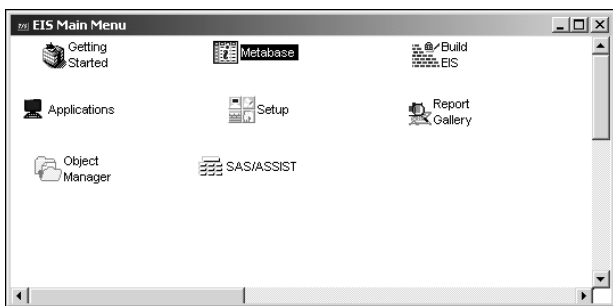 EIS Main Menu
Getting Started
Metabase
Build EIS
Applications
Setup
Report Gallery
Object Manager
SAS/ASSIST